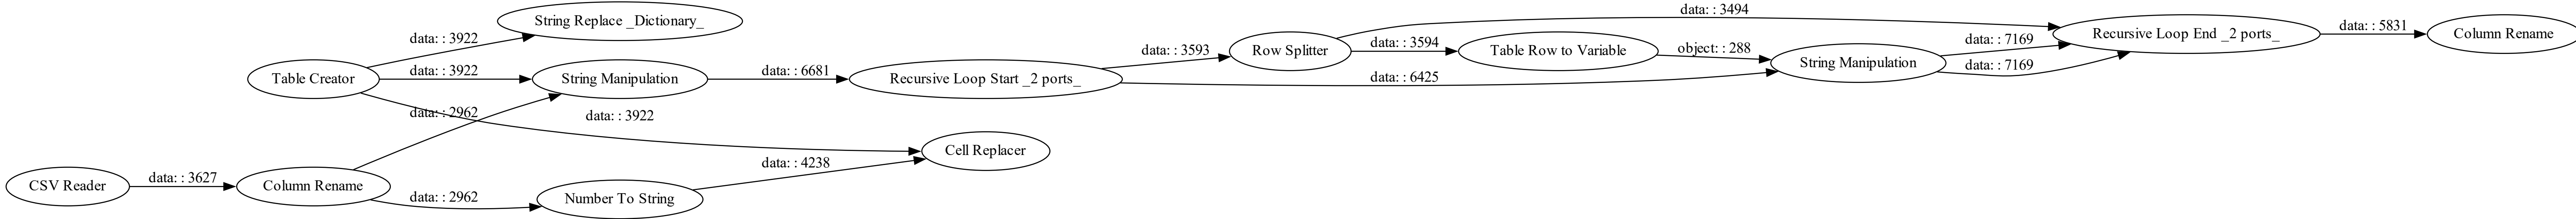 String Replace _Dictionary_
data: : 3922
Table Creator
data: : 3922
String Manipulation
data: : 6681
Recursive Loop Start _2 ports_
data: : 3593
Row Splitter
data: : 3494
data: : 3594
Table Row to Variable
object: : 288
data: : 6425
String Manipulation
data: : 7169
data: : 7169
Recursive Loop End _2 ports_
data: : 5831
Column Rename
data: : 2962
data: : 3922
Cell Replacer
CSV Reader
data: : 3627
Column Rename
data: : 2962
Number To String
data: : 4238